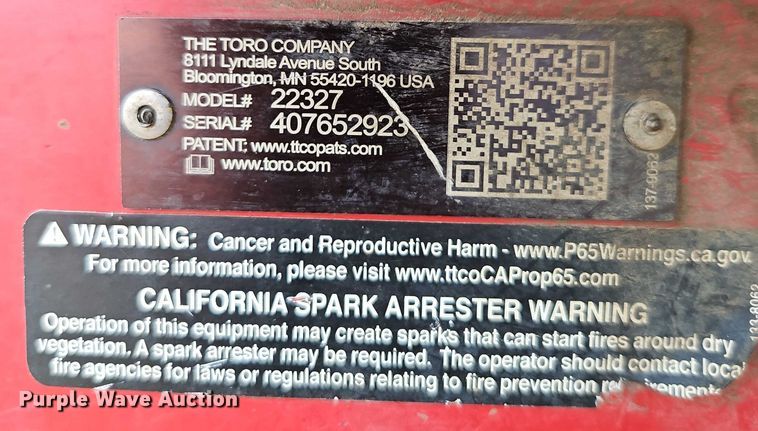 THE TORO COMPANY
8111 Lyndale Avenue South
Bloomington, MN 55420-1196 USA
MODEL# 22327
SERIAL# 407652923
PATENT: www.ttcopats.com
www.toro.com
137-9062
WARNING: Cancer and Reproductive Harm - www.P65Warnings.ca.gov
For more information, please visit www.ttcoCAProp65.com
CALIFORNIA SPARK ARRESTER WARNING
Operation of this equipment may create sparks that can start fires around dry
vegetation. A spark arrester may be required. The operator should contact local
fire agencies for laws or regulations relating to fire prevention requirements.
133-8062
Purple Wave Auction